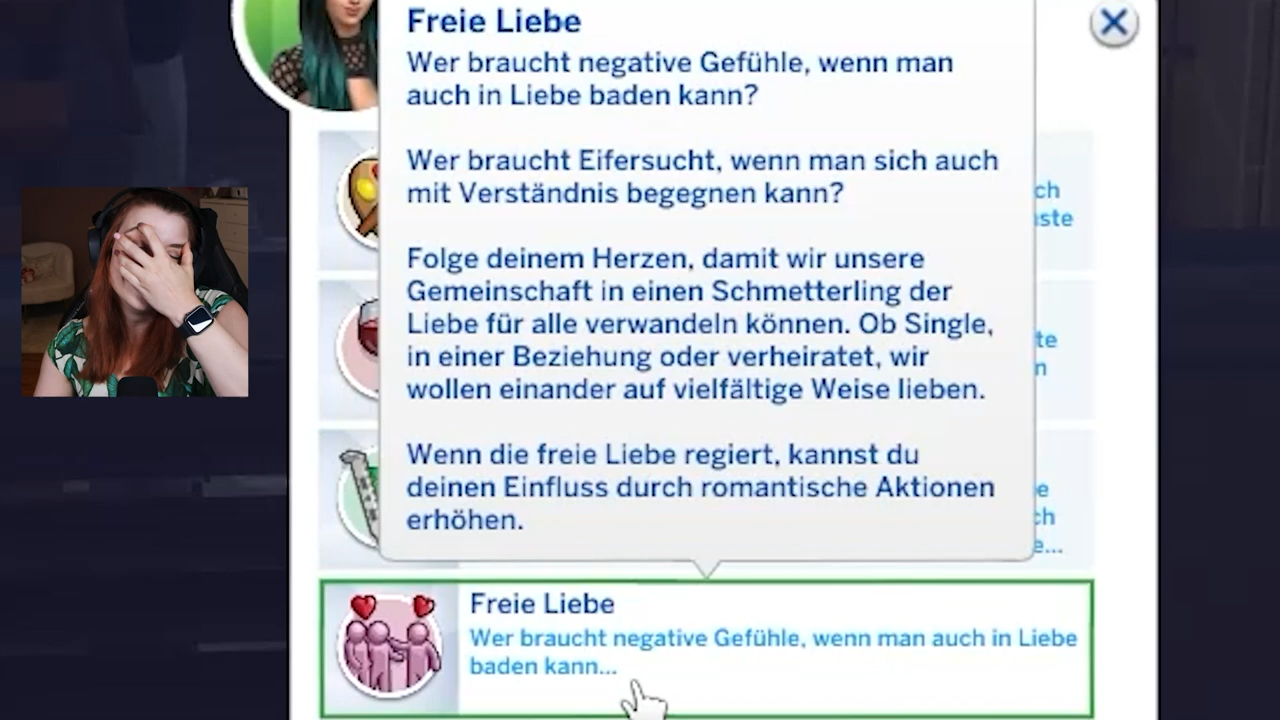 Freie Liebe
Wer braucht negative Gefühle, wenn man
auch in Liebe baden kann?
Wer braucht Eifersucht, wenn man sich auch
mit Verständnis begegnen kann?
Folge deinem Herzen, damit wir unsere
Gemeinschaft in einen Schmetterling der
Liebe für alle verwandeln können. Ob Single,
in einer Beziehung oder verheiratet, wir
wollen einander auf vielfältige Weise lieben.
Wenn die freie Liebe regiert, kannst du
deinen Einfluss durch romantische Aktionen
erhöhen.
Freie Liebe
Wer braucht negative Gefühle, wenn man auch in Liebe
baden kann...